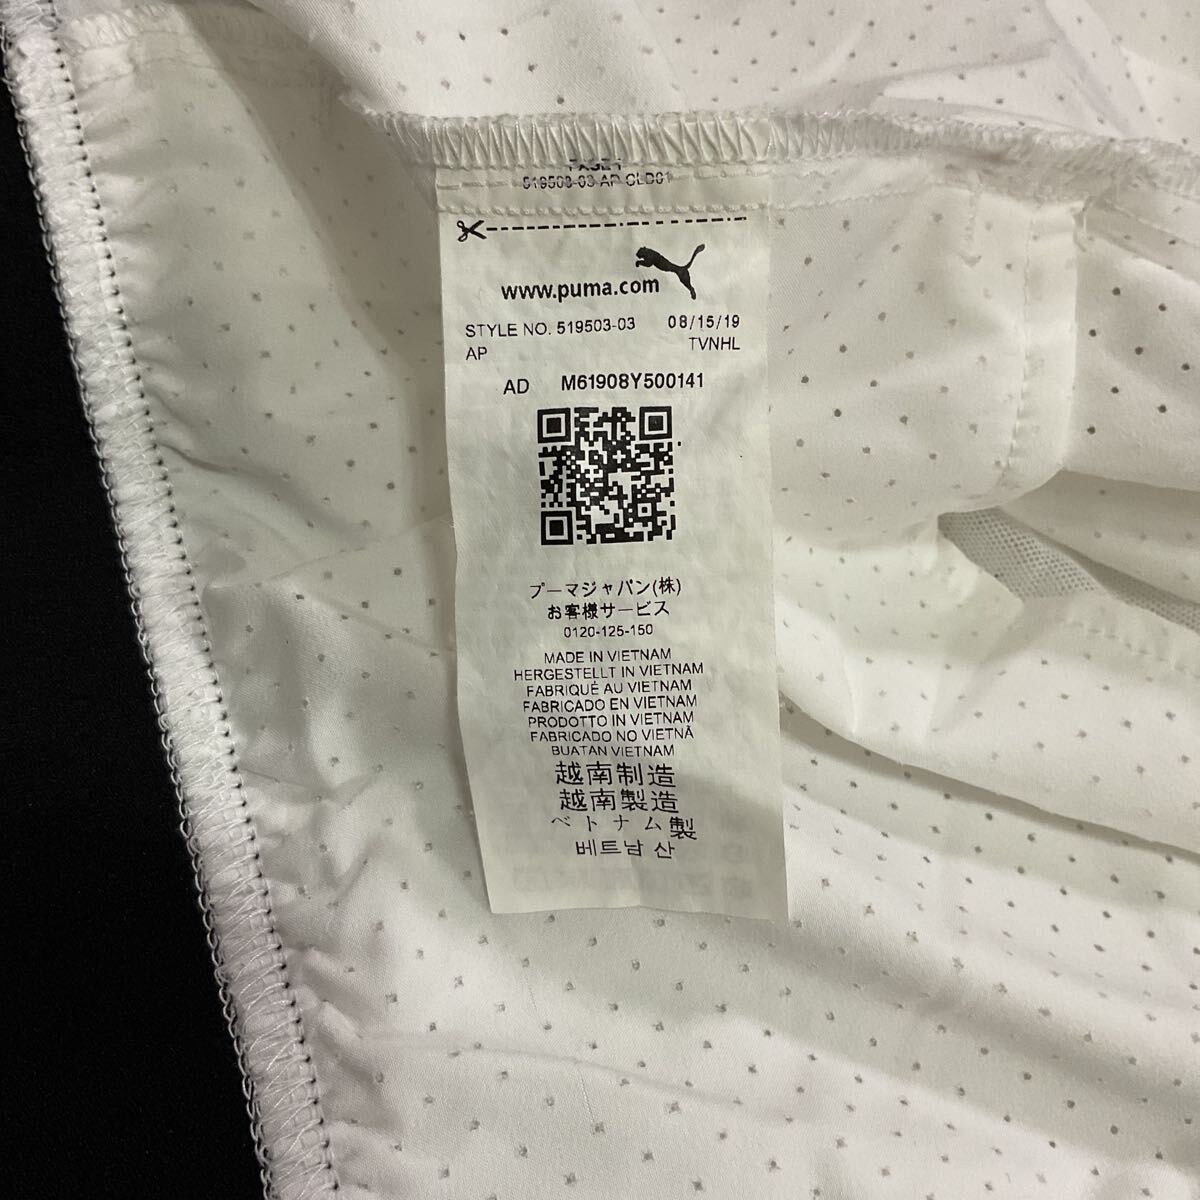 519503-03 AP CLD01
www.puma.com
STYLE NO. 519503-03 08/15/19
AP TVNHL
AD M61908Y500141
プーマジャパン(株)
お客様サービス
0120-125-150
MADE IN VIETNAM
HERGESTELLT IN VIETNAM
FABRIQUÉ AU VIETNAM
FABRICADO EN VIETNAM
PRODOTTO IN VIETNAM
FABRICADO NO VIETNÃ
BUATAN VIETNAM
越南制造
越南製造
ベトナム製
베트남 산